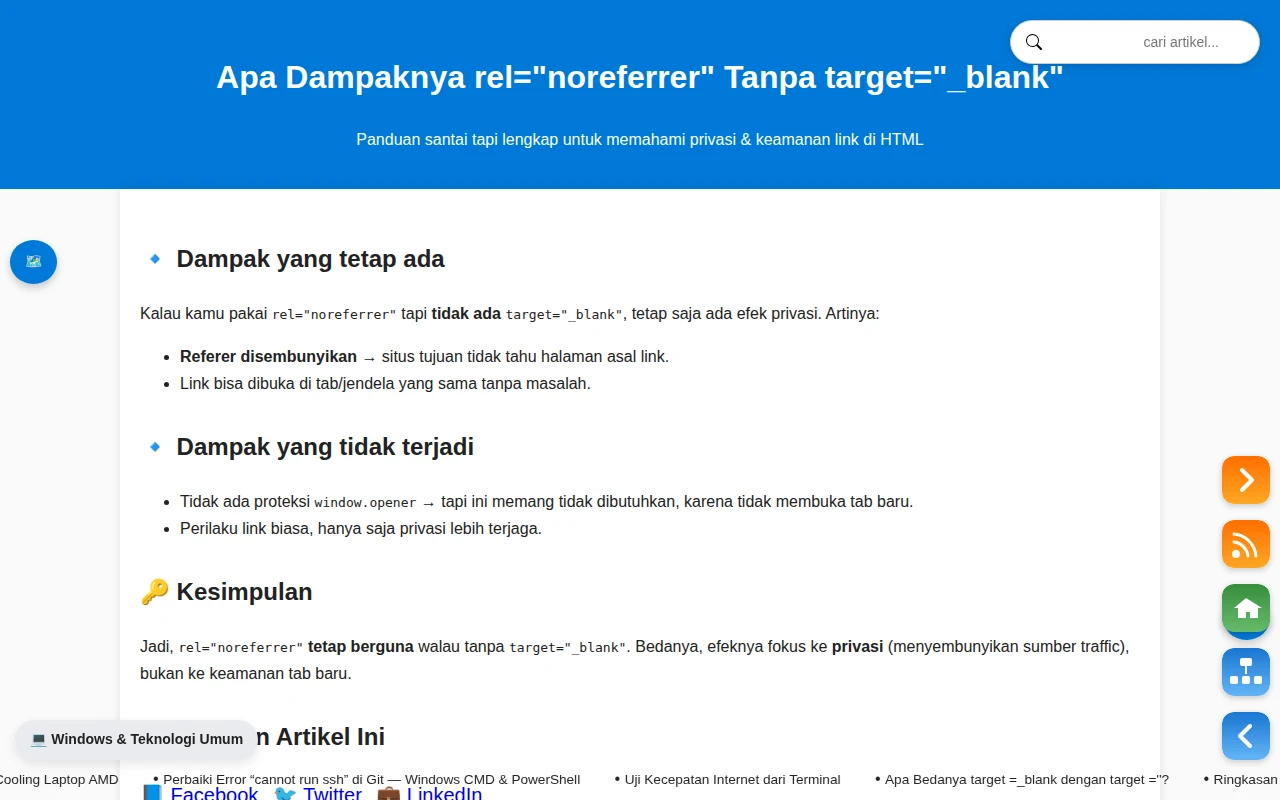 cari artikel...
Apa Dampaknya rel="noreferrer" Tanpa target="_blank"
Panduan santai tapi lengkap untuk memahami privasi & keamanan link di HTML
🔹 Dampak yang tetap ada
Kalau kamu pakai rel="noreferrer" tapi tidak ada target="_blank", tetap saja ada efek privasi. Artinya:
• Referer disembunyikan → situs tujuan tidak tahu halaman asal link.
• Link bisa dibuka di tab/jendela yang sama tanpa masalah.
🔹 Dampak yang tidak terjadi
• Tidak ada proteksi window.opener → tapi ini memang tidak dibutuhkan, karena tidak membuka tab baru.
• Perilaku link biasa, hanya saja privasi lebih terjaga.
🔑 Kesimpulan
Jadi, rel="noreferrer" tetap berguna walau tanpa target="_blank". Bedanya, efeknya fokus ke privasi (menyembunyikan sumber traffic),
bukan ke keamanan tab baru.
n Artikel Ini
💻 Windows & Teknologi Umum
Cooling Laptop AMD • Perbaiki Error “cannot run ssh” di Git — Windows CMD & PowerShell • Uji Kecepatan Internet dari Terminal • Apa Bedanya target =_blank dengan target =''? • Ringkasan
📘 Facebook 🐦 Twitter 💼 LinkedIn